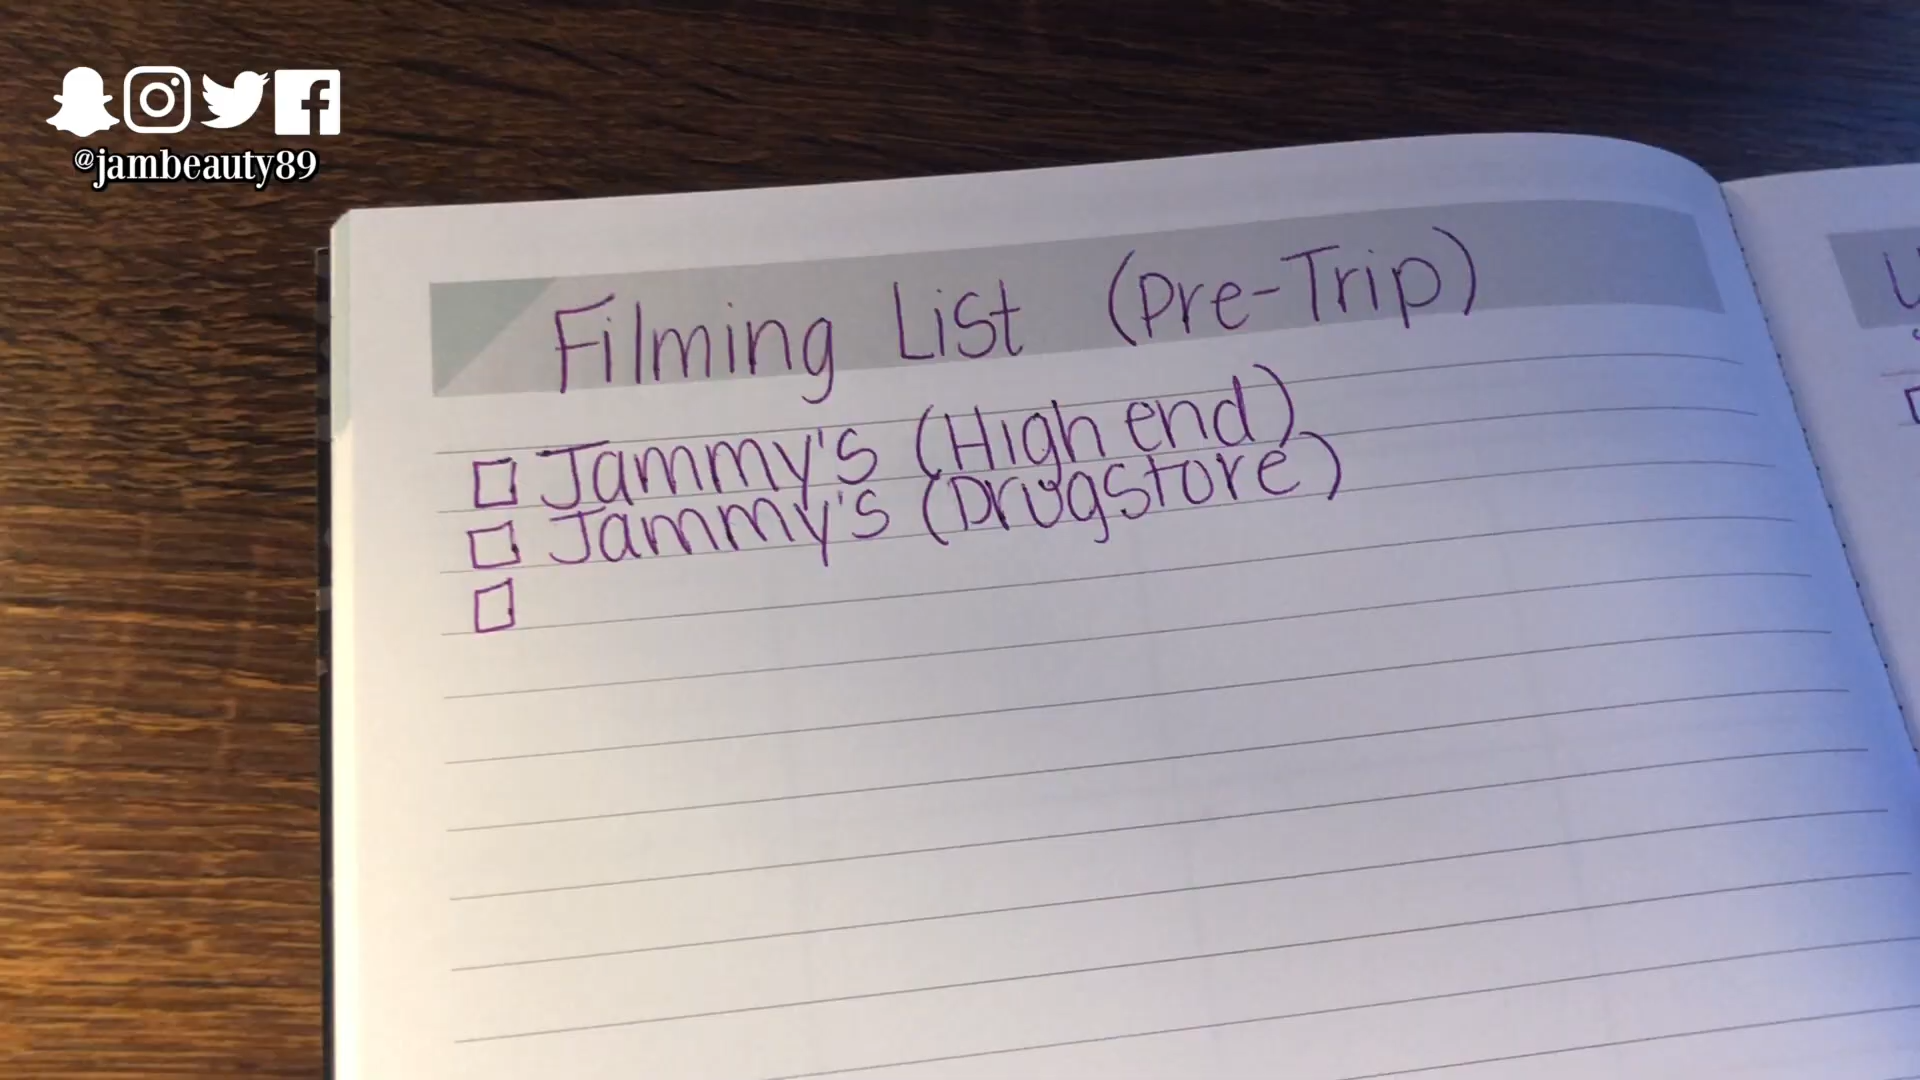 @jambeauty89
Filming List (Pre-Trip)
Jammy's (High end)
Jammy's (Drugstore)